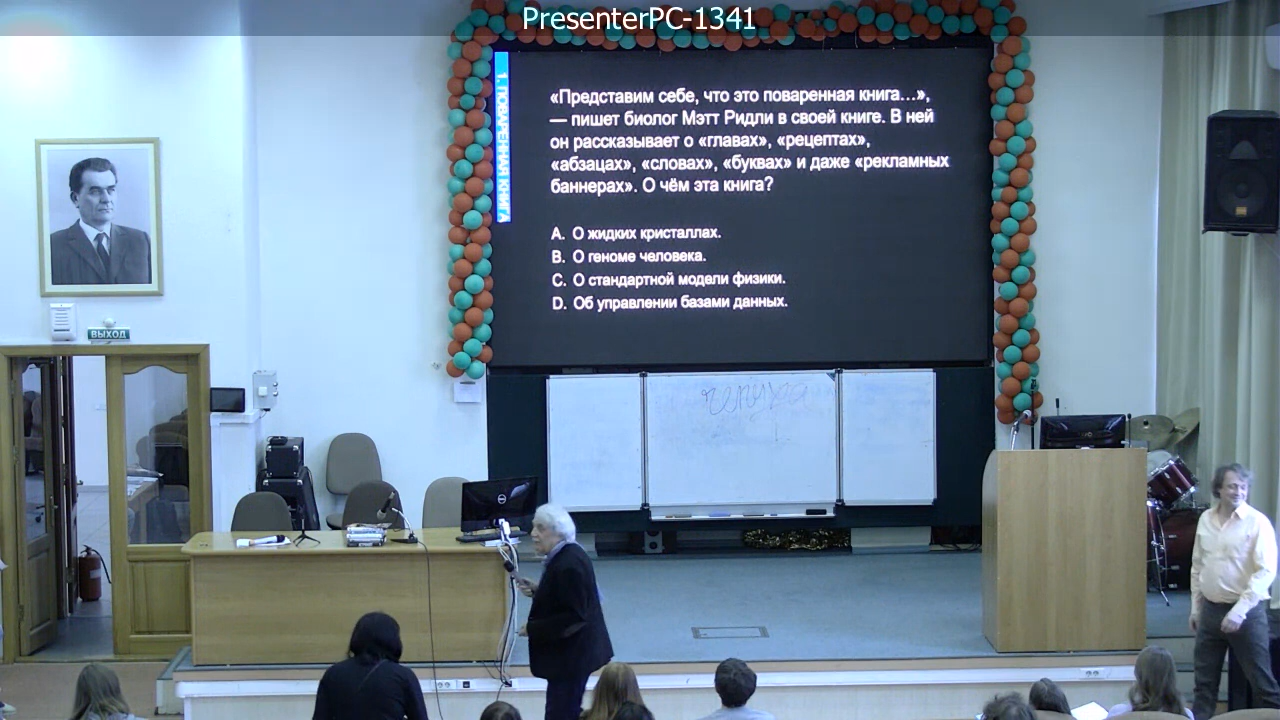 PresenterPC-1341
1. ПОВАРЕННАЯ КНИГА
«Представим себе, что это поваренная книга…»,
— пишет биолог Мэтт Ридли в своей книге. В ней
он рассказывает о «главах», «рецептах»,
«абзацах», «словах», «буквах» и даже «рекламных
баннерах». О чём эта книга?
A. О жидких кристаллах.
B. О геноме человека.
C. О стандартной модели физики.
D. Об управлении базами данных.
чепуха
ВЫХОД
DELL